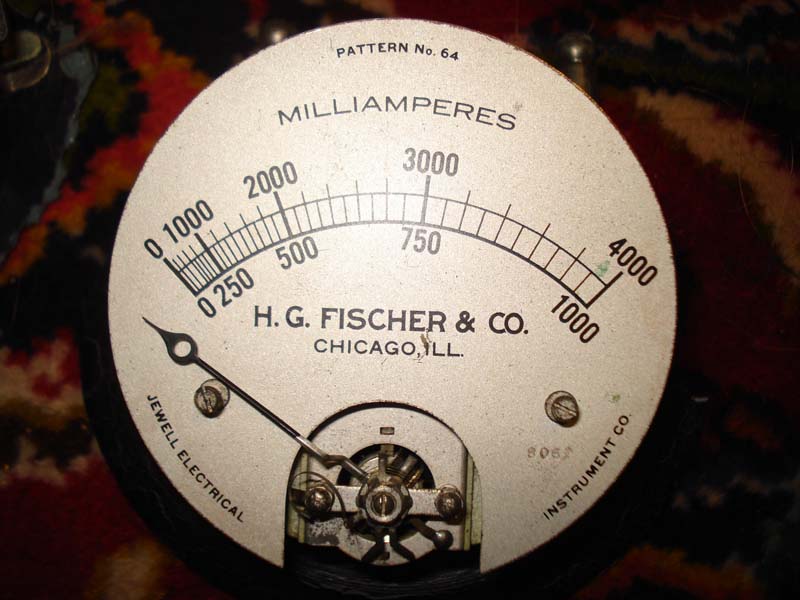 PATTERN No. 64
MILLIAMPERES
0 1000 2000 3000 4000
0 250 500 750 1000
H. G. FISCHER & CO.
CHICAGO, ILL.
JEWELL ELECTRICAL
INSTRUMENT CO.